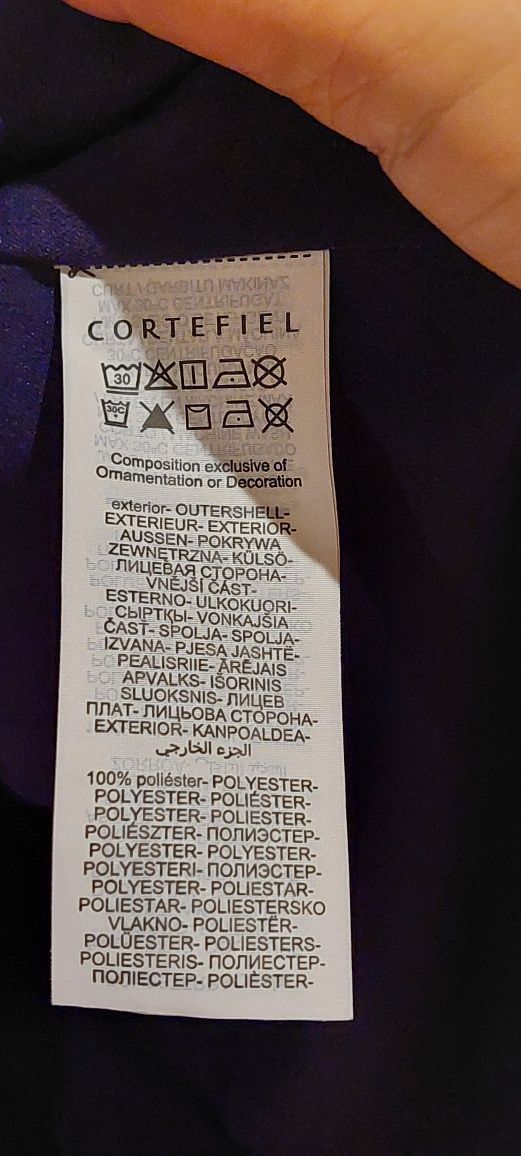 CORTEFIEL
30
30C
Composition exclusive of
Ornamentation or Decoration
exterior- OUTERSHELL-
EXTERIEUR- EXTERIOR-
AUSSEN- POKRYWA
ZEWNĘTRZNA- KÜLSÖ-
ЛИЦЕВАЯ СТОРОНА-
VNĚJŠÍ ČÁST-
ESTERNO- ULKOKUORI-
СЫРТҚЫ- VONKAJŠIA
ČASŤ- SPOLJA- SPOLJA-
IZVANA- PJESA JASHTË-
PEALISRIIE- ĀRĒJAIS
APVALKS- IŠORINIS
SLUOKSNIS- ЛИЦЕВ
ПЛАТ- ЛИЦЬОВА СТОРОНА-
EXTERIOR- KANPOALDEA-
الجزء الخارجي
100% poliéster- POLYESTER-
POLYESTER- POLIÉSTER-
POLYESTER- POLIESTER-
POLIÉSZTER- ПОЛИЭСТЕР-
POLYESTER- POLYESTER-
POLYESTERI- ПОЛИЭСТЕР-
POLYESTER- POLIESTAR-
POLIESTAR- POLIESTERSKO
VLAKNO- POLIESTËR-
POLÜESTER- POLIESTERS-
POLIESTERIS- ПОЛИЕСТЕР-
ПОЛІЕСТЕР- POLIÈSTER-